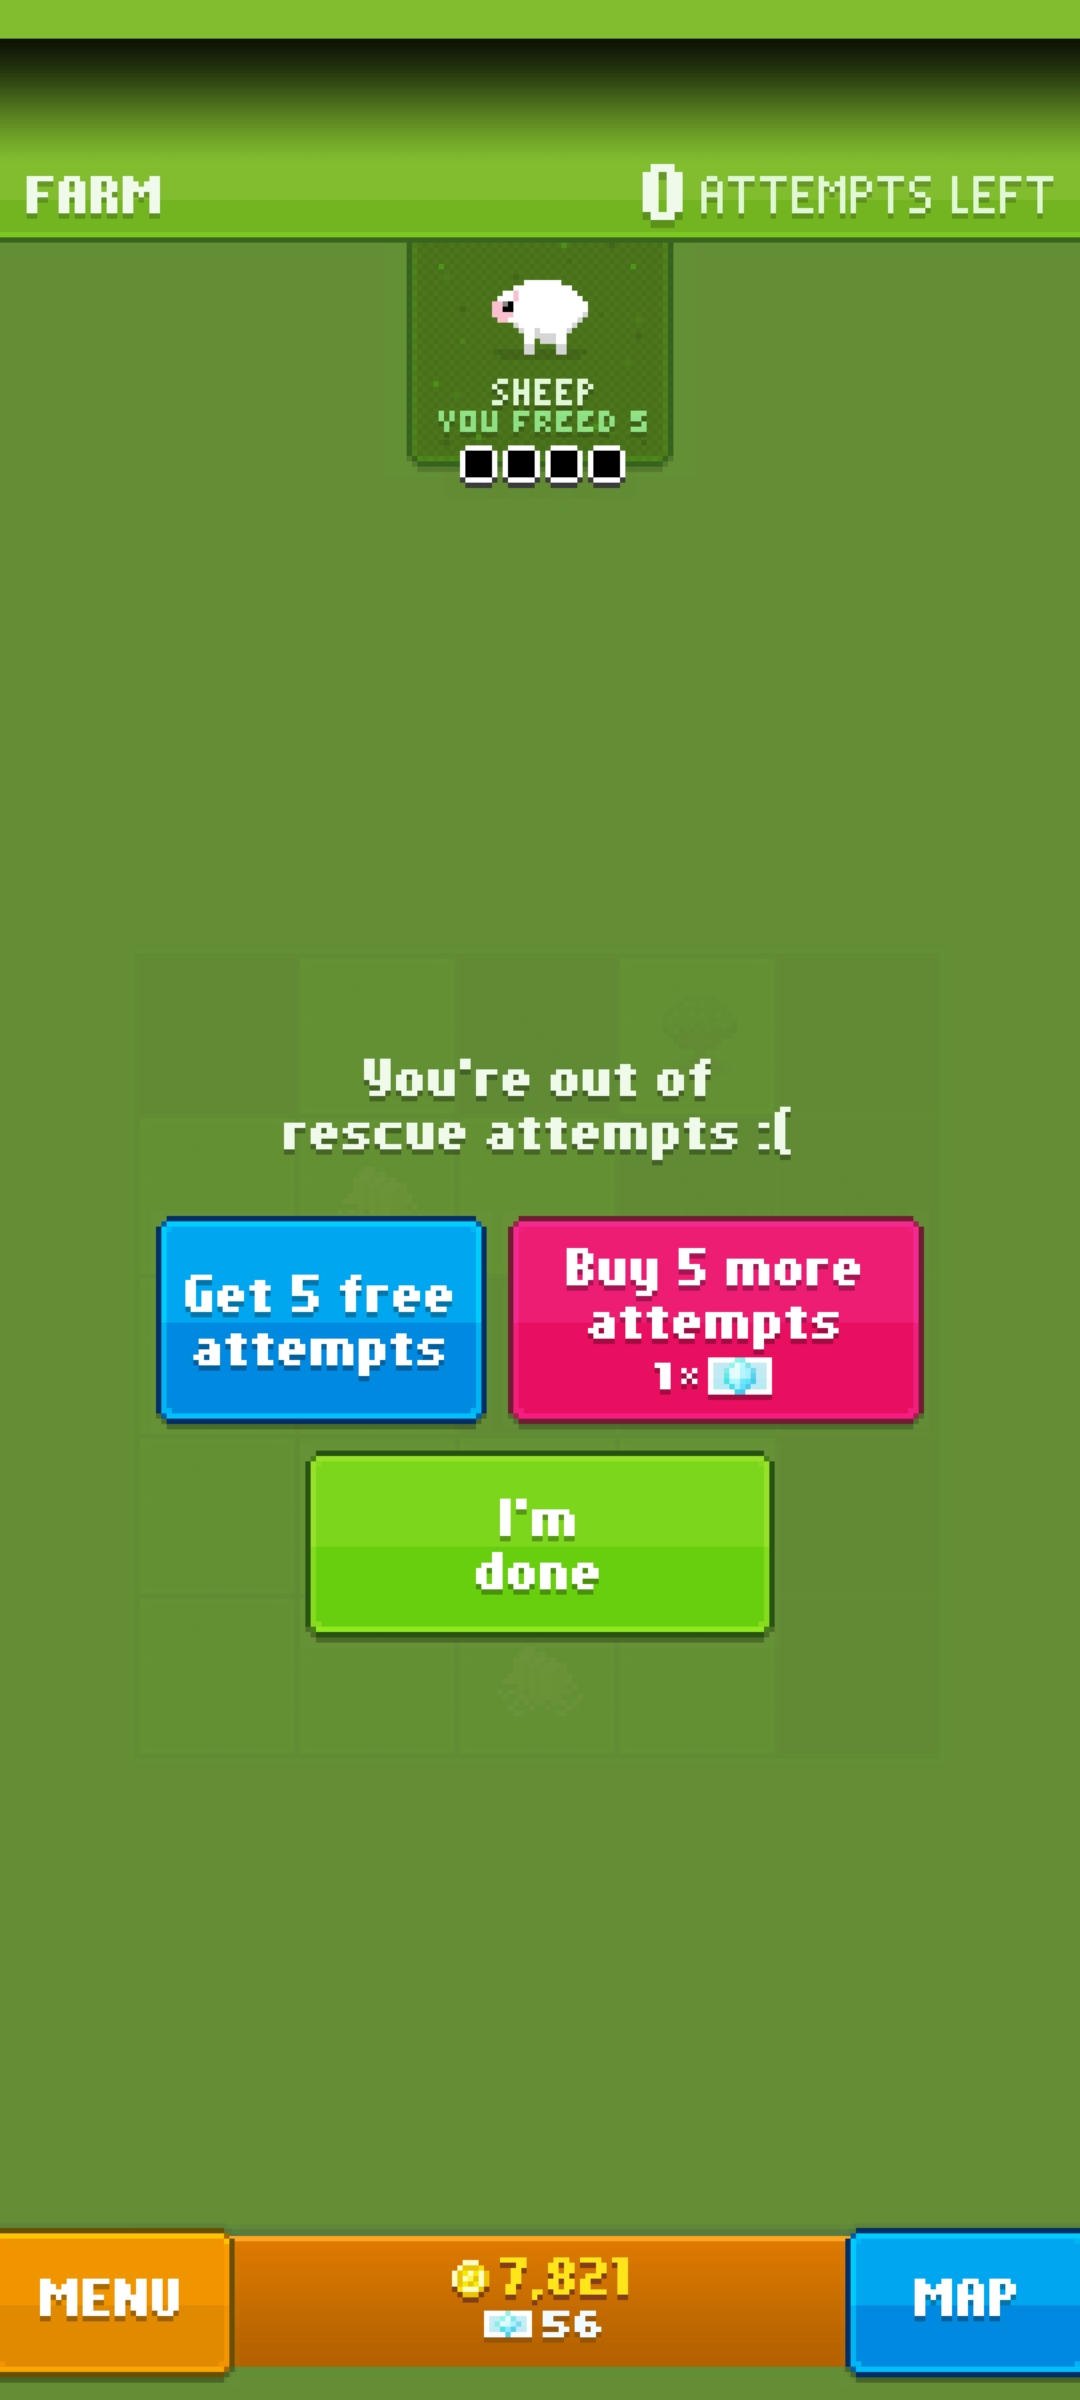 FARM
0 ATTEMPTS LEFT
SHEEP
YOU FREED 5
You're out of
rescue attempts :(
Get 5 free
attempts
Buy 5 more
attempts
1×
I'm
done
MENU
7,821
56
MAP